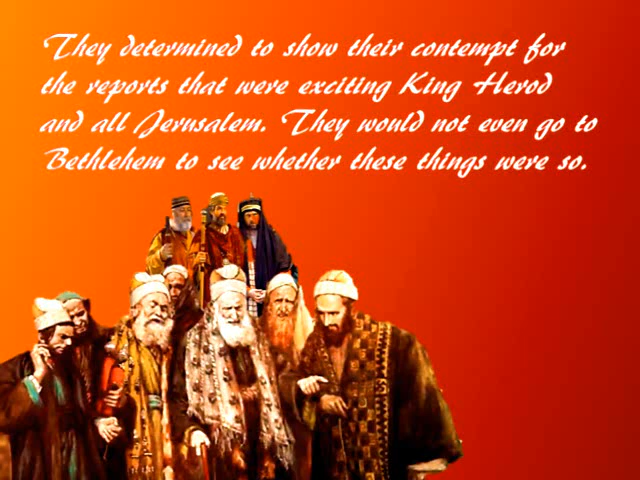 They determined to show their contempt for
the reports that were exciting King Herod
and all Jerusalem. They would not even go to
Bethlehem to see whether these things were so.